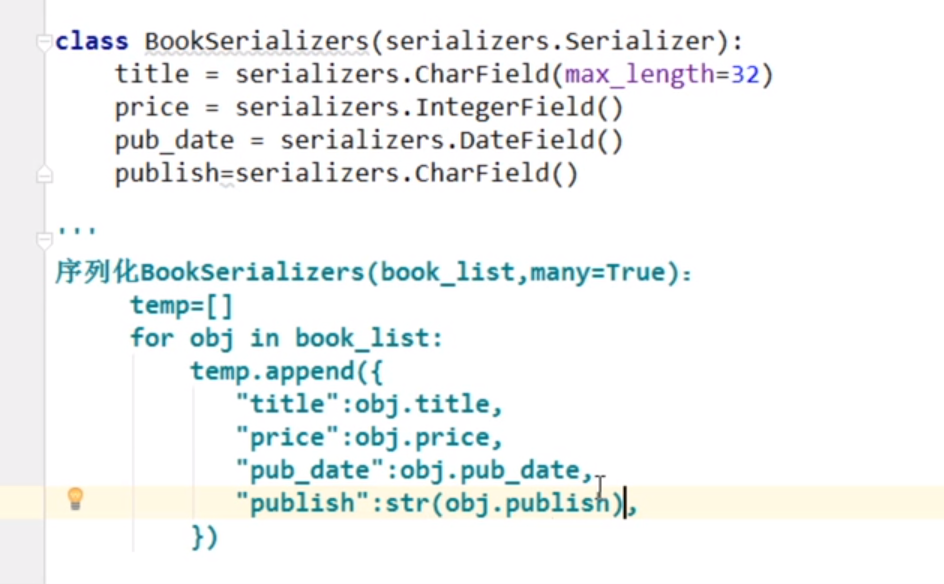 class BookSerializers(serializers.Serializer):
    title = serializers.CharField(max_length=32)
    price = serializers.IntegerField()
    pub_date = serializers.DateField()
    publish=serializers.CharField()
'''
序列化BookSerializers(book_list,many=True):
     temp=[]
     for obj in book_list:
         temp.append({
            "title":obj.title,
            "price":obj.price,
            "pub_date":obj.pub_date,
            "publish":str(obj.publish),
         })